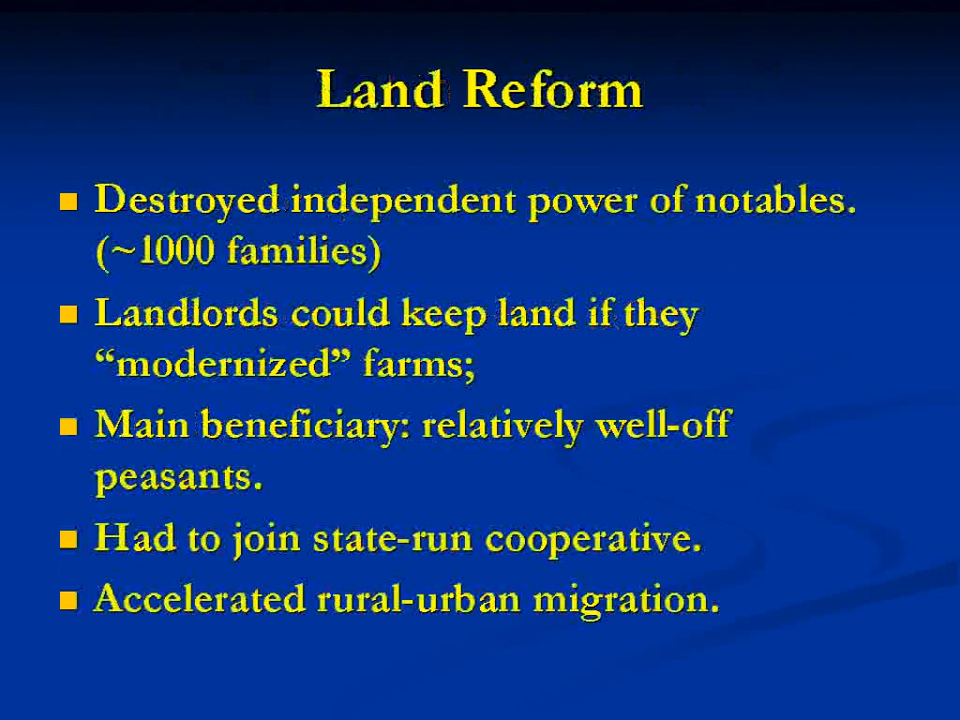 Land Reform
Destroyed independent power of notables.
(~1000 families)
Landlords could keep land if they
“modernized” farms;
Main beneficiary: relatively well-off
peasants.
Had to join state-run cooperative.
Accelerated rural-urban migration.